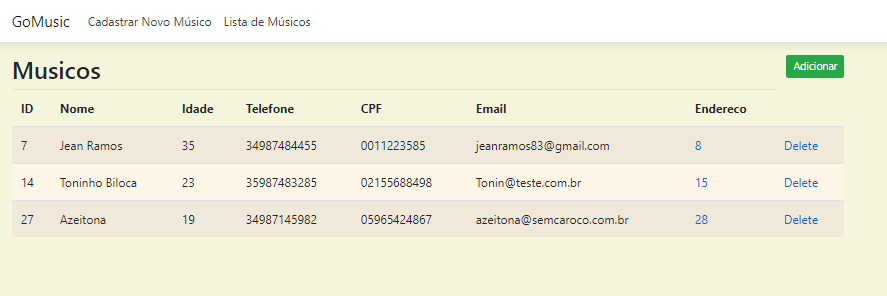 GoMusic Cadastrar Novo Músico Lista de Músicos
Musicos Adicionar
ID Nome Idade Telefone CPF Email Endereco
7 Jean Ramos 35 34987484455 0011223585 jeanramos83@gmail.com 8 Delete
14 Toninho Biloca 23 35987483285 02155688498 Tonin@teste.com.br 15 Delete
27 Azeitona 19 34987145982 05965424867 azeitona@semcaroco.com.br 28 Delete